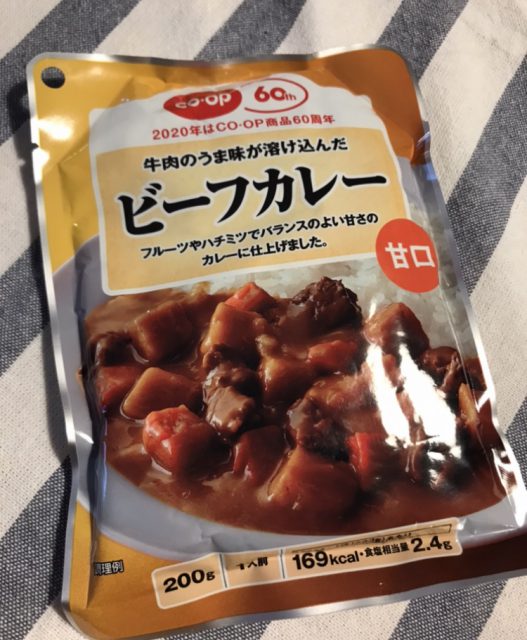 CO·OP 60th
2020年はCO·OP商品60周年
牛肉のうま味が溶け込んだ
ビーフカレー
フルーツやハチミツでバランスのよい甘さの
カレーに仕上げました。
甘口
調理例
200g 1人前 169kcal・食塩相当量2.4g